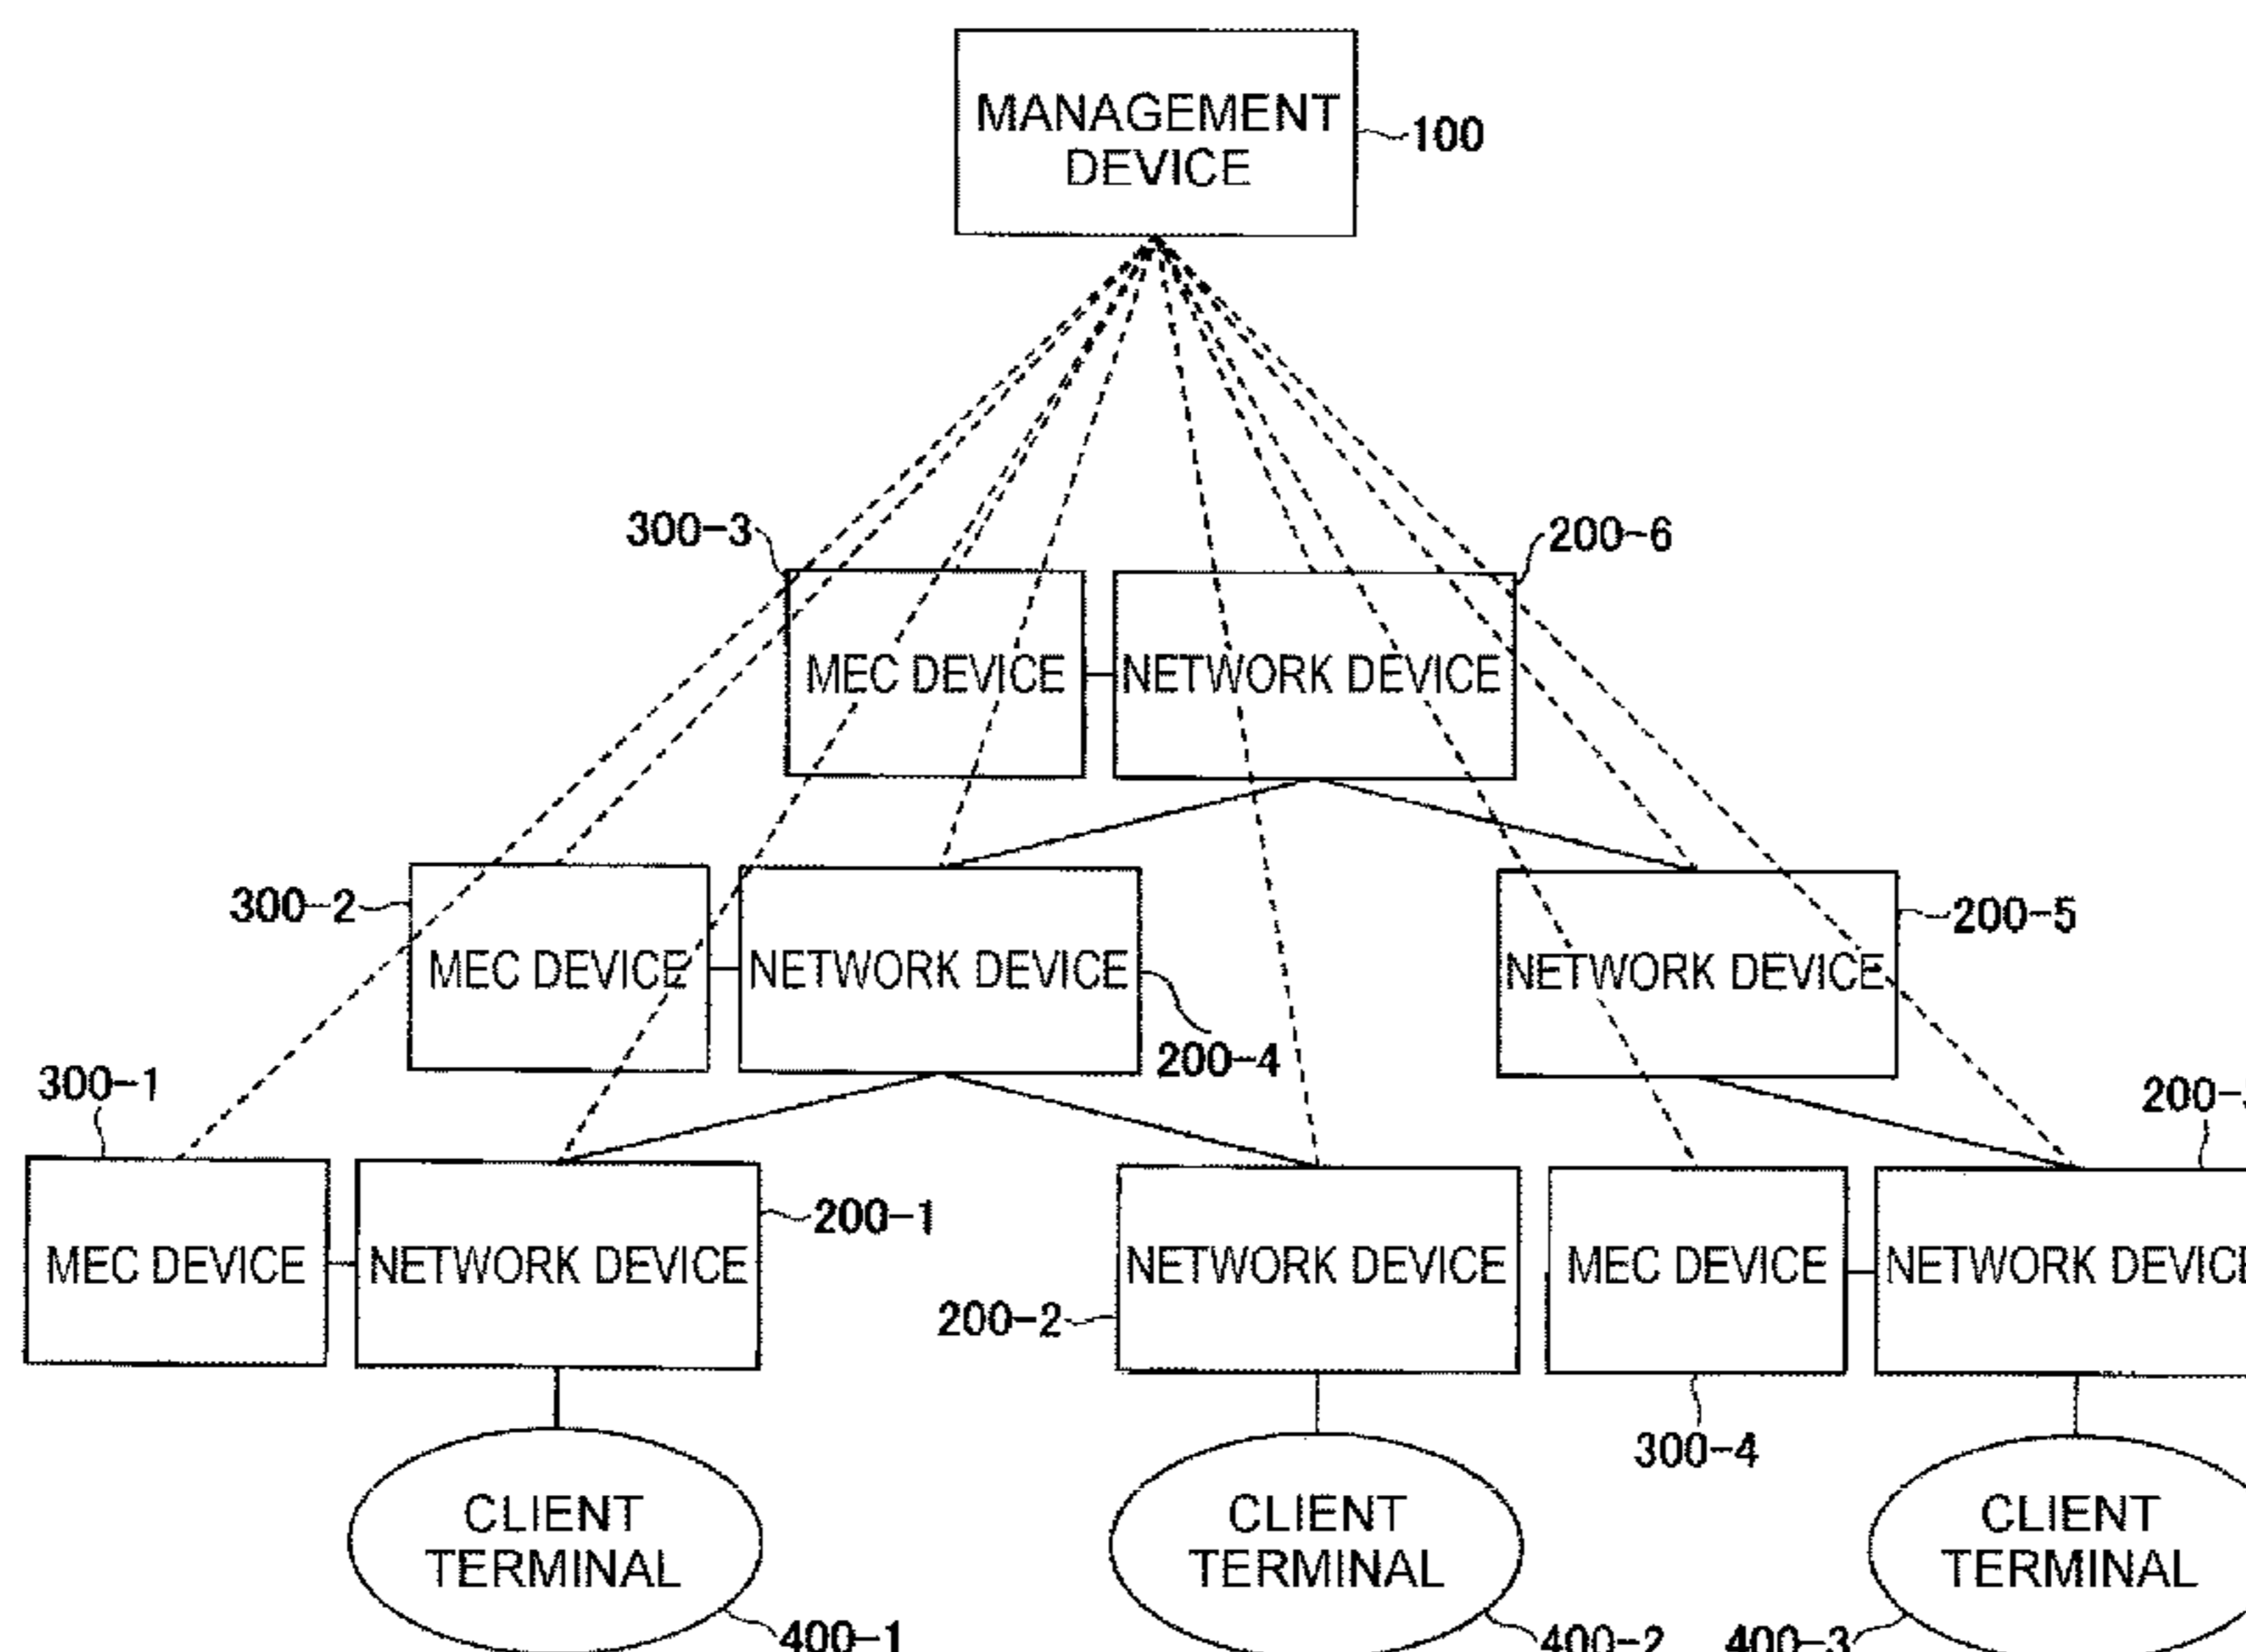 MANAGEMENT
DEVICE
100
300-3
200-6
MEC DEVICE
NETWORK DEVICE
300-2
MEC DEVICE
NETWORK DEVICE
200-4
NETWORK DEVICE
200-5
300-1
MEC DEVICE
NETWORK DEVICE
200-1
NETWORK DEVICE
200-2
MEC DEVICE
300-4
NETWORK DEVICE
CLIENT
TERMINAL
400-1
CLIENT
TERMINAL
400-2
CLIENT
TERMINAL
400-3